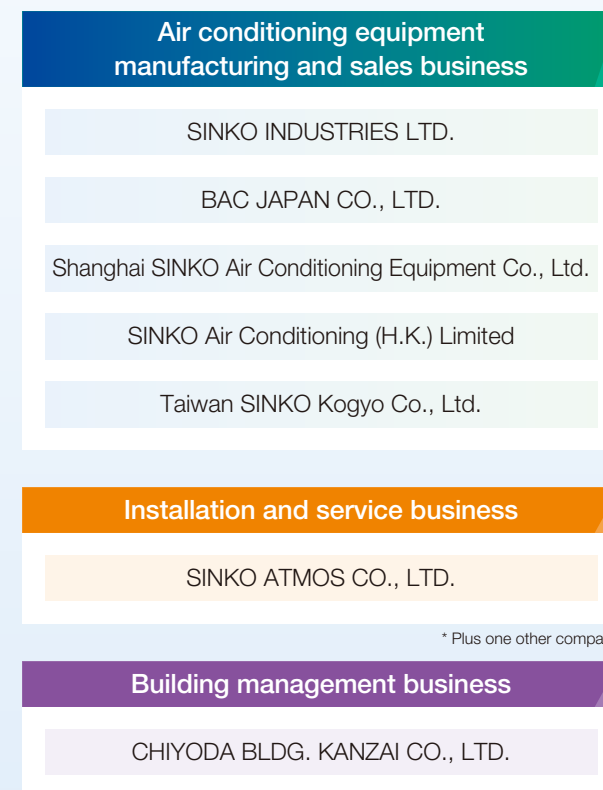 Air conditioning equipment
manufacturing and sales business
SINKO INDUSTRIES LTD.
BAC JAPAN CO., LTD.
Shanghai SINKO Air Conditioning Equipment Co., Ltd.
SINKO Air Conditioning (H.K.) Limited
Taiwan SINKO Kogyo Co., Ltd.
Installation and service business
SINKO ATMOS CO., LTD.
* Plus one other compa
Building management business
CHIYODA BLDG. KANZAI CO., LTD.